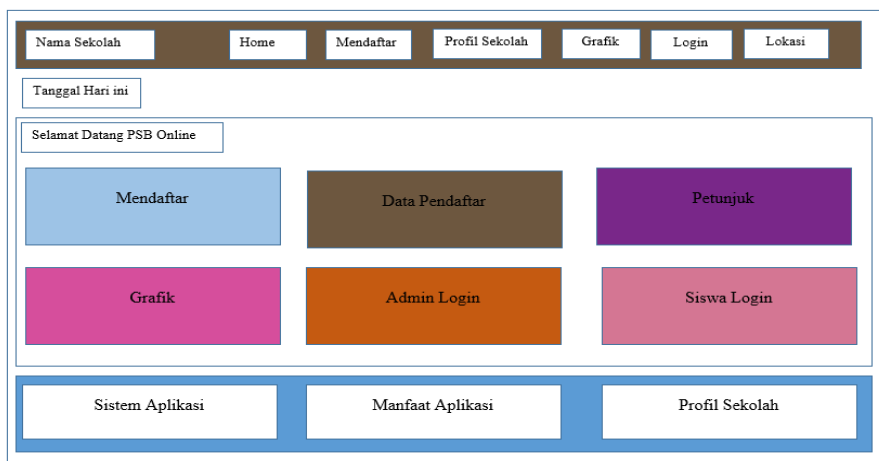 Nama Sekolah Home Mendaftar Profil Sekolah Grafik Login Lokasi
Tanggal Hari ini
Selamat Datang PSB Online
Mendaftar Data Pendaftar Petunjuk
Grafik Admin Login Siswa Login
Sistem Aplikasi Manfaat Aplikasi Profil Sekolah